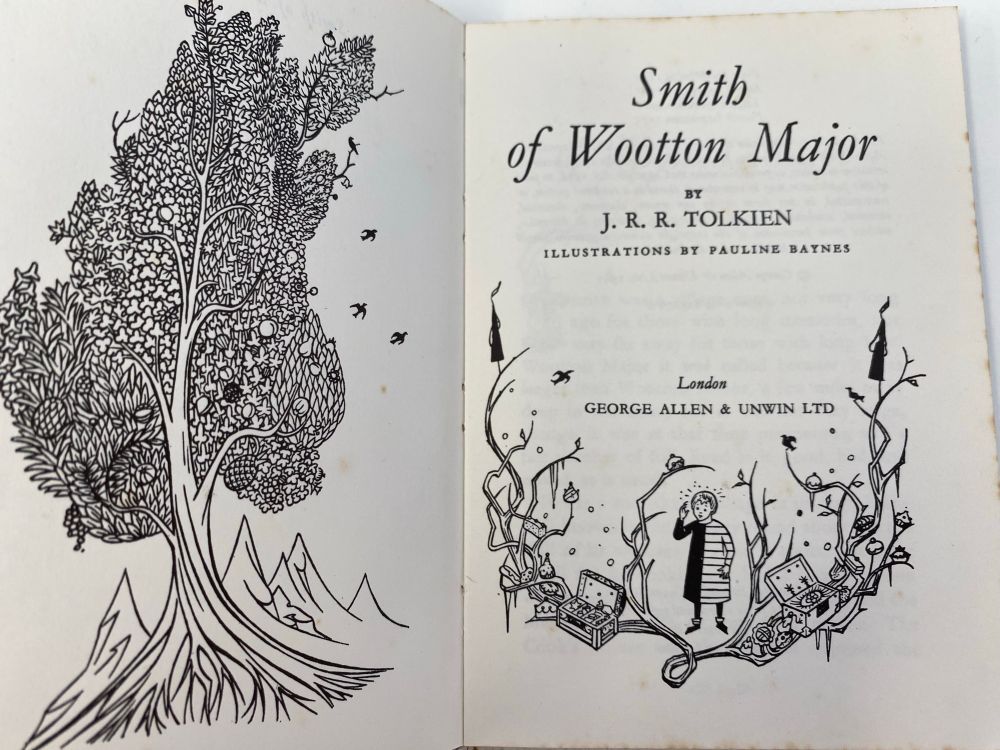 Smith
of Wootton Major
BY
J. R. R. TOLKIEN
ILLUSTRATIONS BY PAULINE BAYNES
London
GEORGE ALLEN & UNWIN LTD